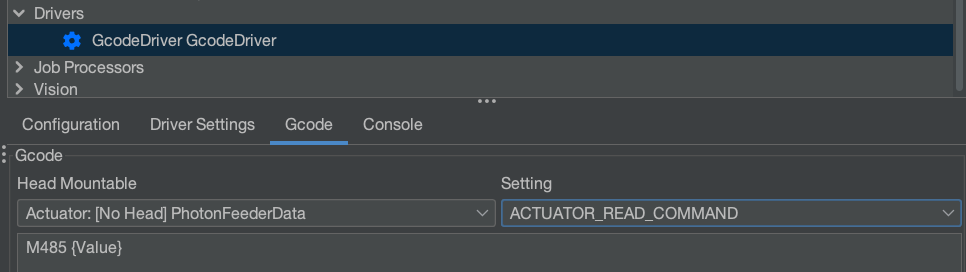 Drivers
GcodeDriver GcodeDriver
Job Processors
Vision
Configuration Driver Settings Gcode Console
Gcode
Head Mountable Setting
Actuator: [No Head] PhotonFeederData ACTUATOR_READ_COMMAND
M485 {Value}